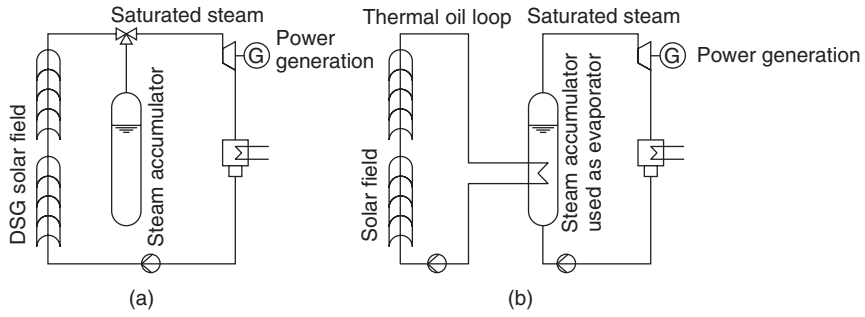 Saturated steam
G
Power
generation
DSG solar field
Steam accumulator
(a)
Thermal oil loop
Saturated steam
G
Power generation
Solar field
Steam accumulator
used as evaporator
(b)